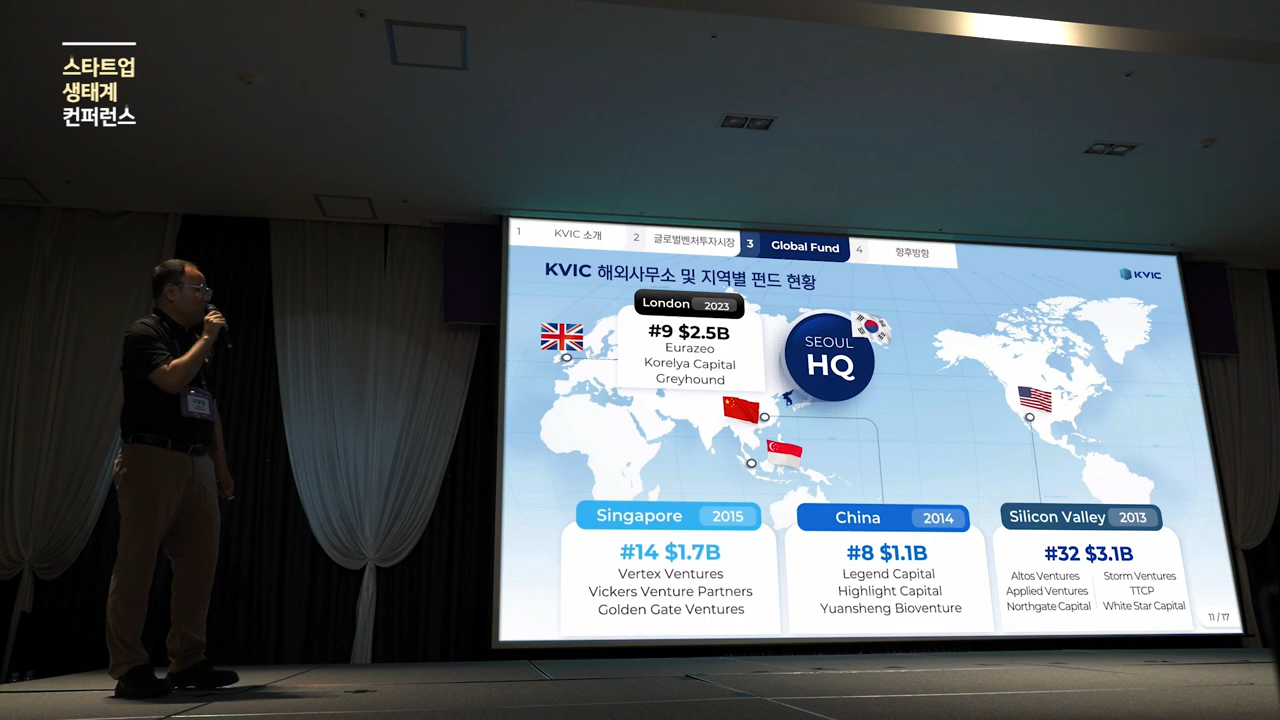 스타트업
생태계
컨퍼런스
1 KVIC 소개 2 글로벌벤처투자시장 3 Global Fund 4 향후방향
KVIC 해외사무소 및 지역별 펀드 현황
KVIC
London 2023
#9 $2.5B
Eurazeo
Korelya Capital
Greyhound
SEOUL
HQ
Singapore 2015
#14 $1.7B
Vertex Ventures
Vickers Venture Partners
Golden Gate Ventures
China 2014
#8 $1.1B
Legend Capital
Highlight Capital
Yuansheng Bioventure
Silicon Valley 2013
#32 $3.1B
Altos Ventures
Applied Ventures
Northgate Capital
Storm Ventures
TTCP
White Star Capital
11 / 17